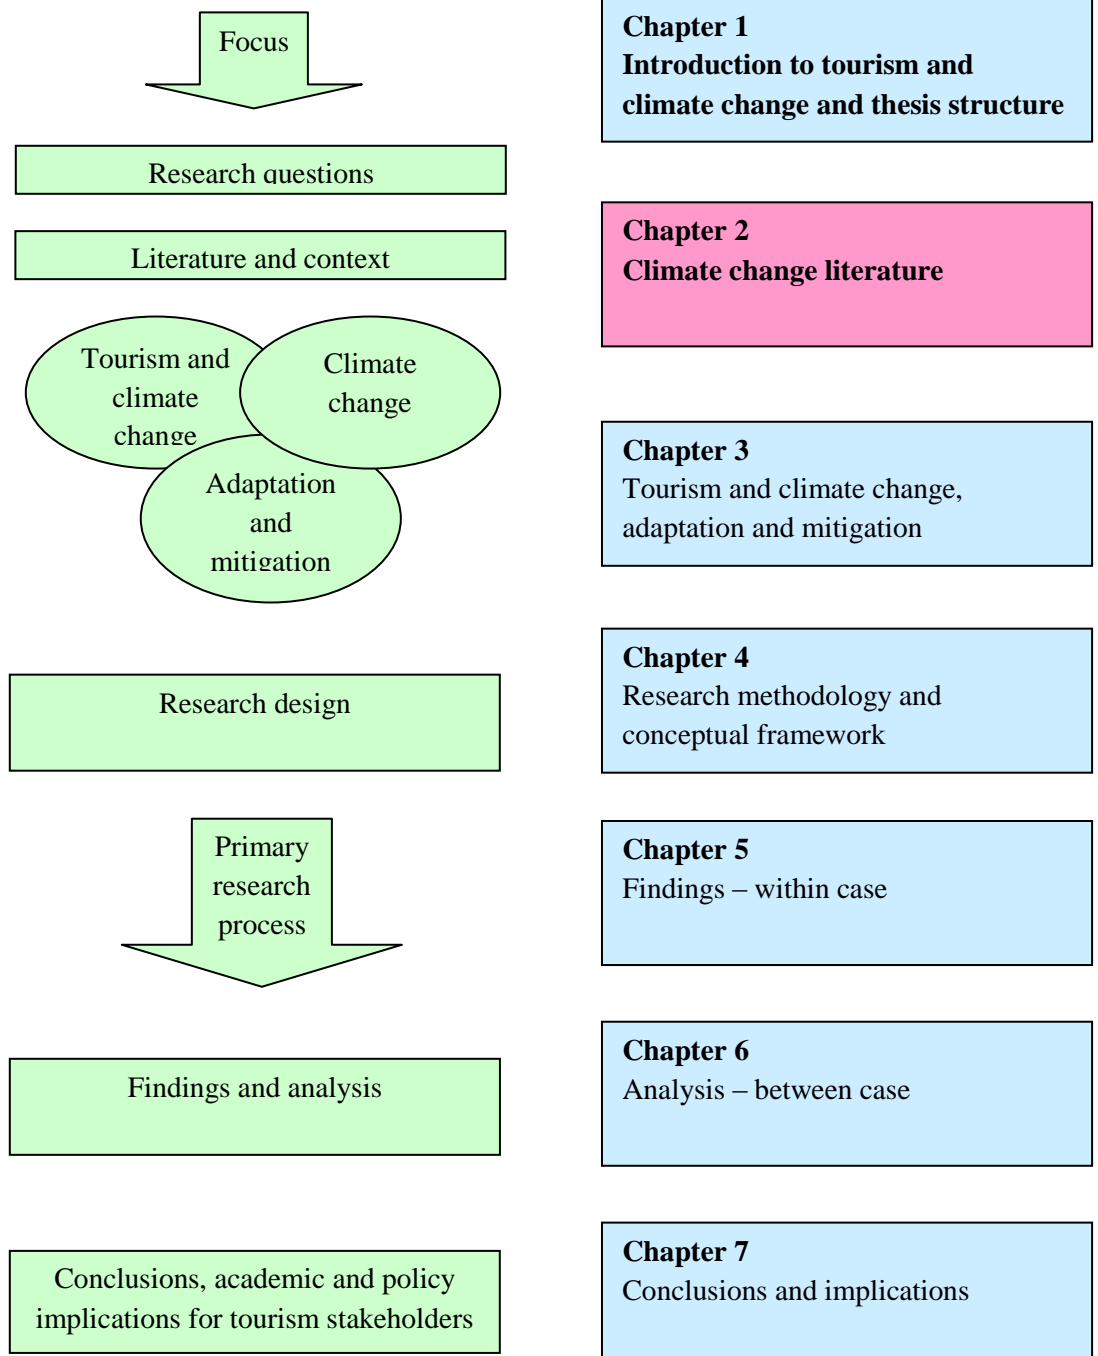 Focus
Research questions
Literature and context
Tourism and
climate
change
Climate
change
Adaptation
and
mitigation
Research design
Primary
research
process
Findings and analysis
Conclusions, academic and policy
implications for tourism stakeholders
Chapter 1
Introduction to tourism and
climate change and thesis structure
Chapter 2
Climate change literature
Chapter 3
Tourism and climate change,
adaptation and mitigation
Chapter 4
Research methodology and
conceptual framework
Chapter 5
Findings – within case
Chapter 6
Analysis – between case
Chapter 7
Conclusions and implications